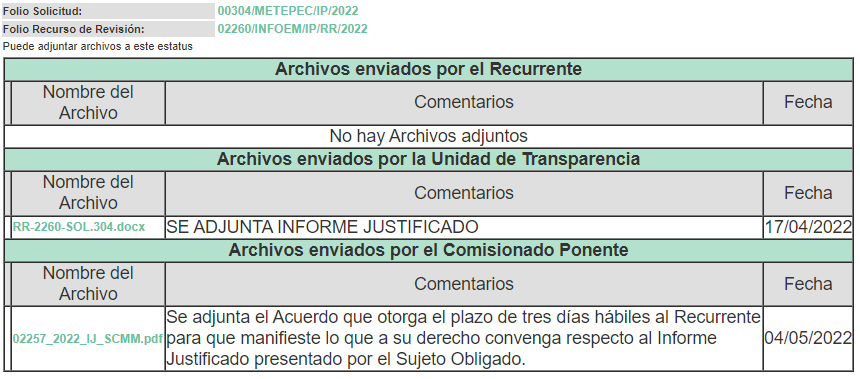 Folio Solicitud: 00304/METEPEC/IP/2022
Folio Recurso de Revisión: 02260/INFOEM/IP/RR/2022
Puede adjuntar archivos a este estatus
Archivos enviados por el Recurrente
Nombre del Archivo Comentarios Fecha
No hay Archivos adjuntos
Archivos enviados por la Unidad de Transparencia
Nombre del Archivo Comentarios Fecha
RR-2260-SOL.304.docx SE ADJUNTA INFORME JUSTIFICADO 17/04/2022
Archivos enviados por el Comisionado Ponente
Nombre del Archivo Comentarios Fecha
02257_2022_IJ_SCMM.pdf
Se adjunta el Acuerdo que otorga el plazo de tres días hábiles al Recurrente
para que manifieste lo que a su derecho convenga respecto al Informe
Justificado presentado por el Sujeto Obligado.
04/05/2022